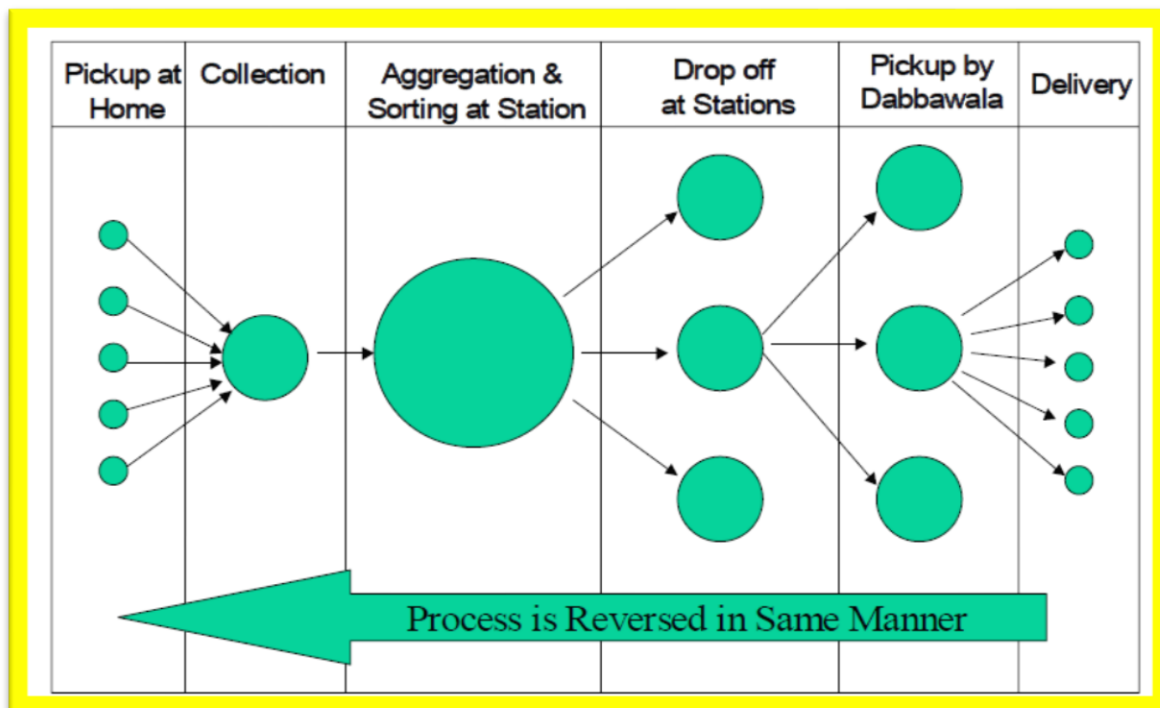 Pickup at
Home
Collection
Aggregation &
Sorting at Station
Drop off
at Stations
Pickup by
Dabbawala
Delivery
Process is Reversed in Same Manner